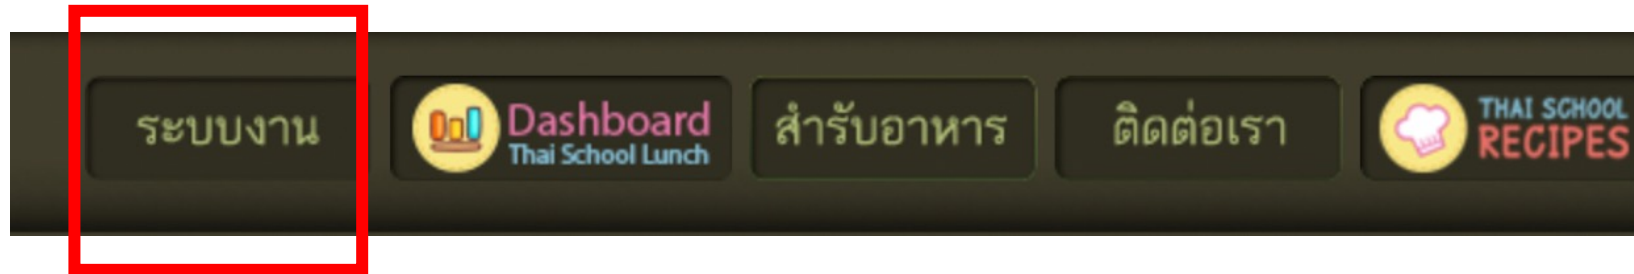 ระบบงาน
Dashboard
Thai School Lunch
สำรับอาหาร
ติดต่อเรา
THAI SCHOOL
RECIPES